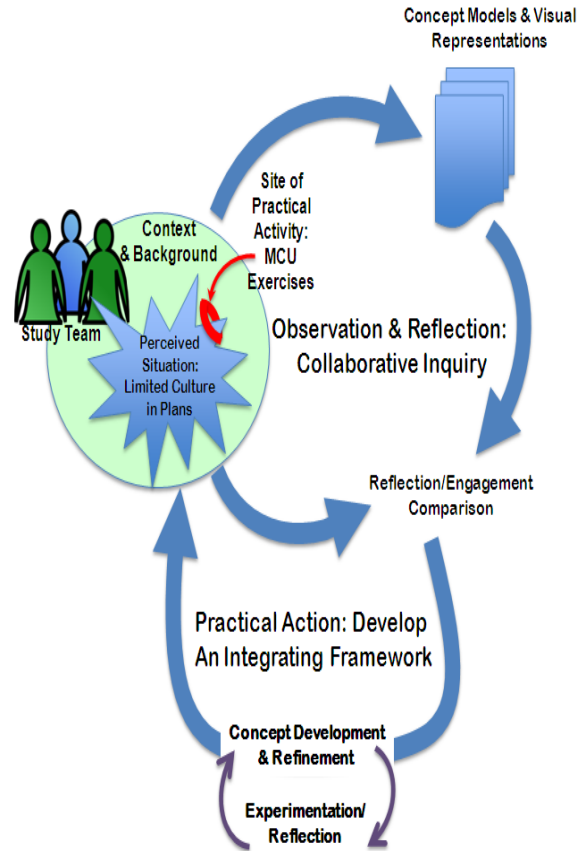 Concept Models & Visual
Representations
Site of
Practical
Activity:
MCU
Exercises
Context
& Background
Study Team
Perceived
Situation:
Limited Culture
in Plans
Observation & Reflection:
Collaborative Inquiry
Reflection/Engagement
Comparison
Practical Action: Develop
An Integrating Framework
Concept Development
& Refinement
Experimentation/
Reflection